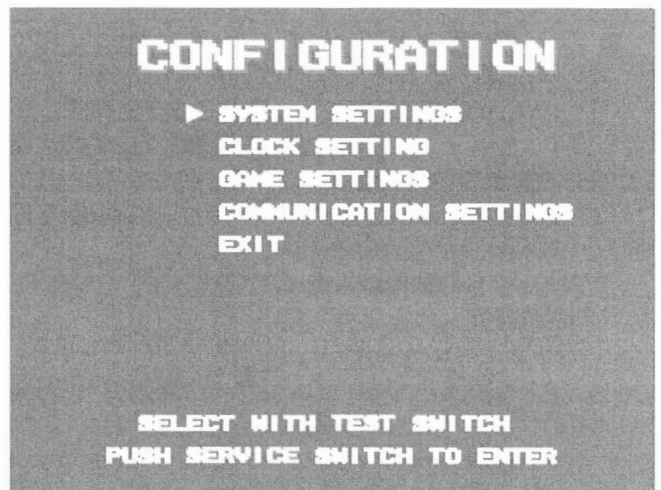 CONFIGURATION
SYSTEM SETTINGS
CLOCK SETTING
GAME SETTINGS
COMMUNICATION SETTINGS
EXIT
SELECT WITH TEST SWITCH
PUSH SERVICE SWITCH TO ENTER